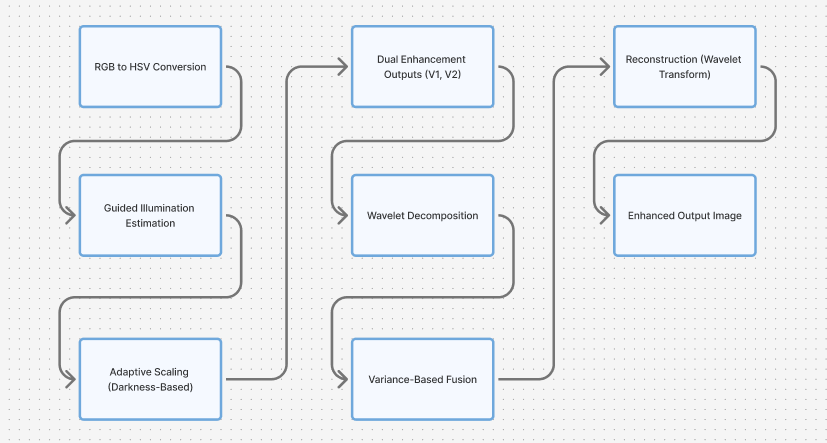 RGB to HSV Conversion
Guided Illumination
Estimation
Adaptive Scaling
(Darkness-Based)
Dual Enhancement
Outputs (V1, V2)
Wavelet Decomposition
Variance-Based Fusion
Reconstruction (Wavelet
Transform)
Enhanced Output Image